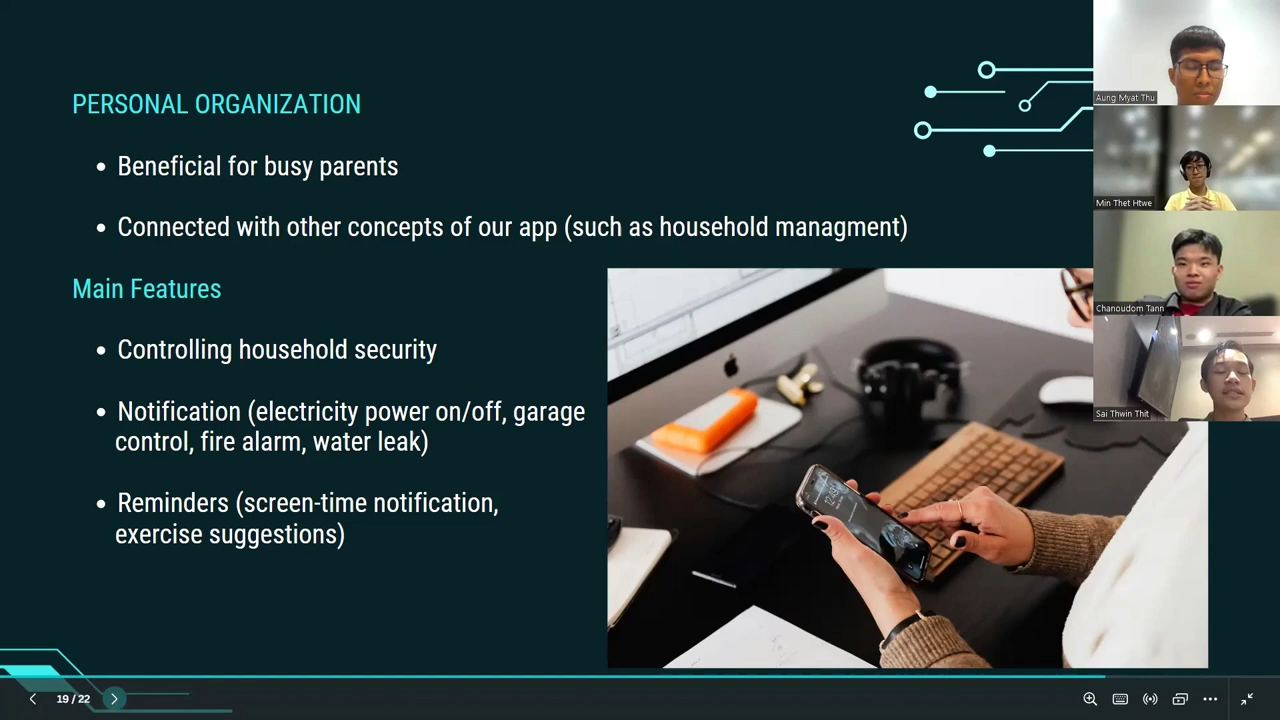 PERSONAL ORGANIZATION
• Beneficial for busy parents
• Connected with other concepts of our app (such as household managment)
Main Features
• Controlling household security
• Notification (electricity power on/off, garage
control, fire alarm, water leak)
• Reminders (screen-time notification,
exercise suggestions)
Aung Myat Thu
Min Thet Htwe
Chanoudom Tann
Sai Thwin Thit
19 / 22